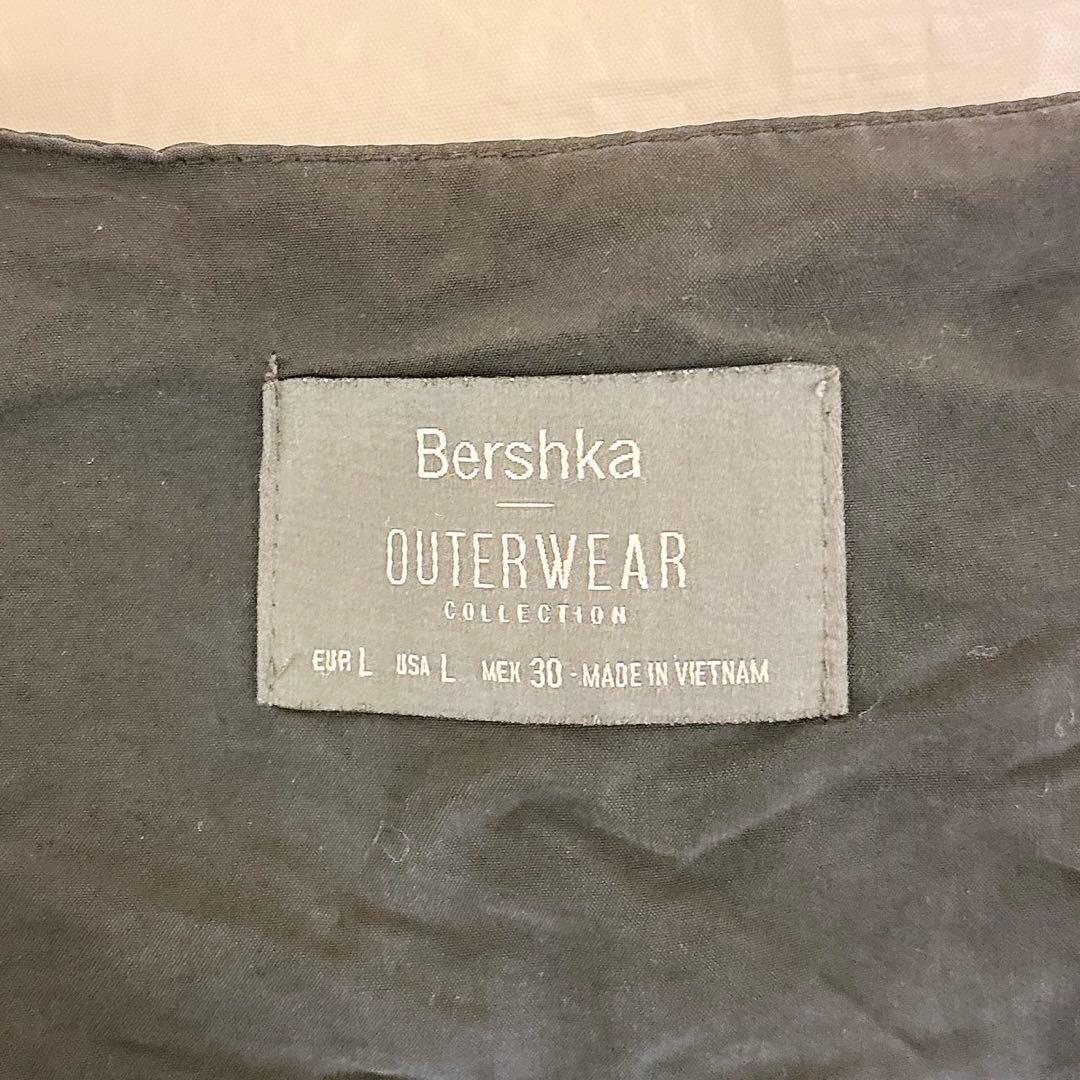 Bershka
OUTERWEAR
COLLECTION
EUR L USA L MEX 30 - MADE IN VIETNAM